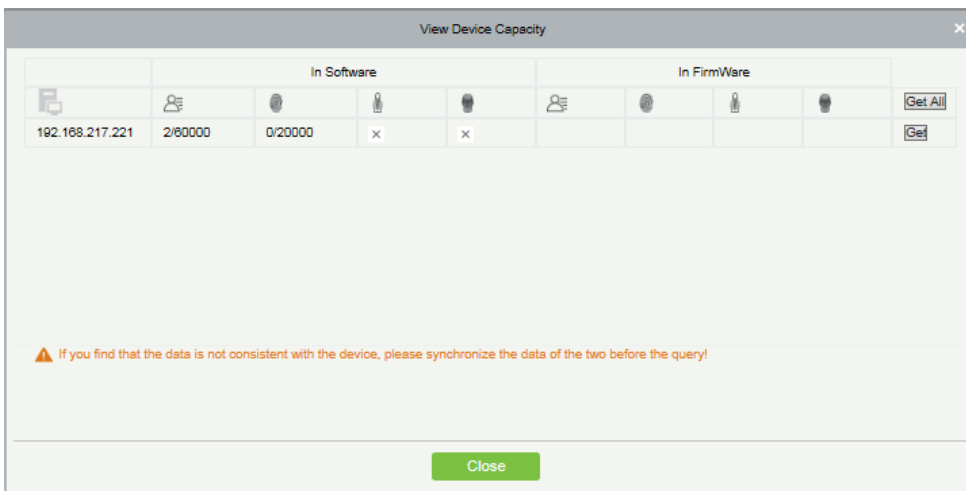 View Device Capacity
In Software In FirmWare
Get All
192.168.217.221 2/60000 0/20000 Get
If you find that the data is not consistent with the device, please synchronize the data of the two before the query!
Close